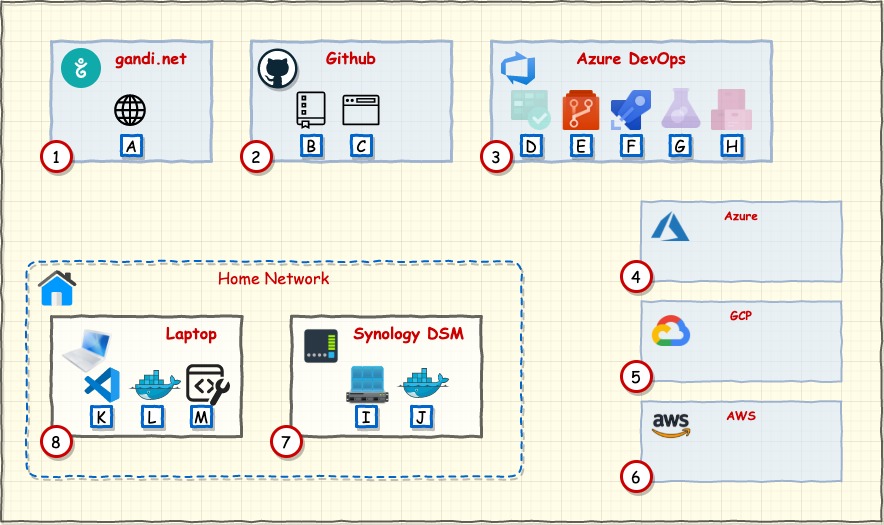 gandi.net
A
1
Github
B
C
2
Azure DevOps
D
E
F
G
H
3
Azure
4
GCP
5
aws
AWS
6
Home Network
Laptop
K
L
M
8
Synology DSM
I
J
7